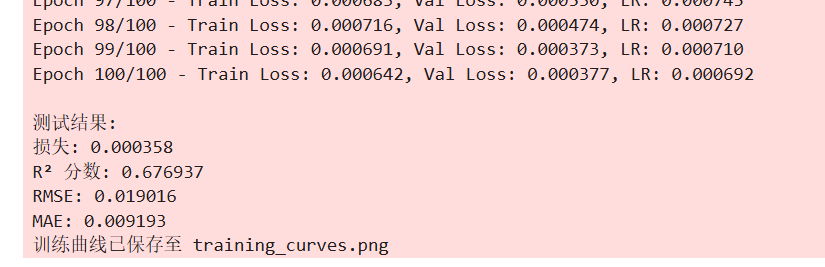 Epoch 97/100 - Train Loss: 0.000685, Val Loss: 0.000350, LR: 0.000745
Epoch 98/100 - Train Loss: 0.000716, Val Loss: 0.000474, LR: 0.000727
Epoch 99/100 - Train Loss: 0.000691, Val Loss: 0.000373, LR: 0.000710
Epoch 100/100 - Train Loss: 0.000642, Val Loss: 0.000377, LR: 0.000692
测试结果:
损失: 0.000358
R² 分数: 0.676937
RMSE: 0.019016
MAE: 0.009193
训练曲线已保存至 training_curves.png